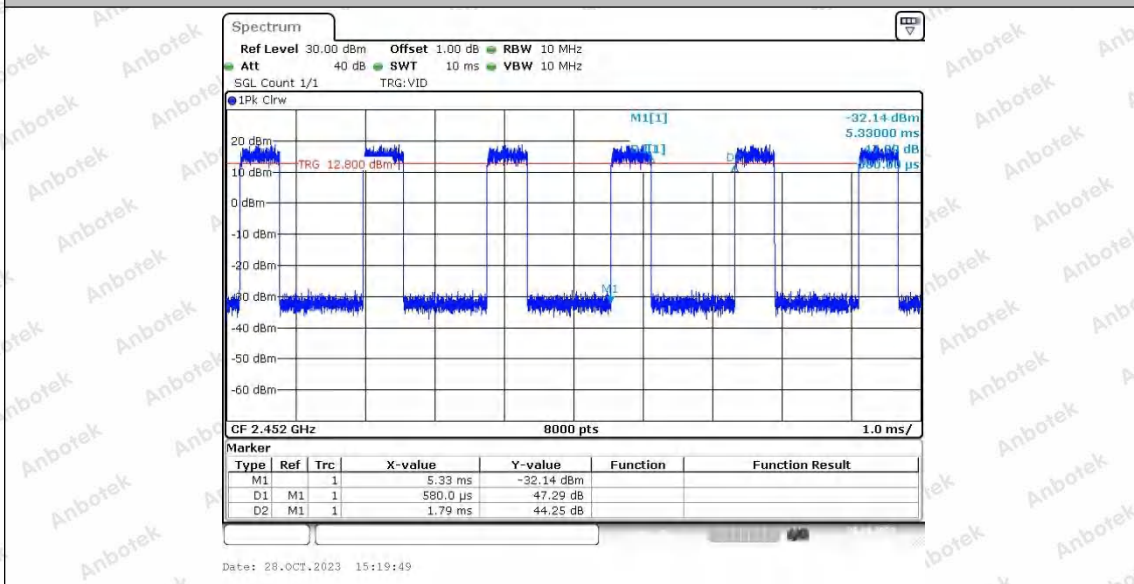 Spectrum
Ref Level 30.00 dBm Offset 1.00 dB RBW 10 MHz
Att 40 dB SWT 10 ms VBW 10 MHz
SGL Count 1/1 TRG:VID
1Pk Clrw
M1[1] -32.14 dBm
5.33000 ms
20 dBm
TRG 12.800 dBm
10 dBm
0 dBm
-10 dBm
-20 dBm
M1
-30 dBm
-40 dBm
-50 dBm
-60 dBm
CF 2.452 GHz 8000 pts 1.0 ms/
Marker
Type Ref Trc X-value Y-value Function Function Result
M1 1 5.33 ms -32.14 dBm
D1 M1 1 580.0 µs 47.29 dB
D2 M1 1 1.79 ms 44.25 dB
Date: 28.OCT.2023 15:19:49